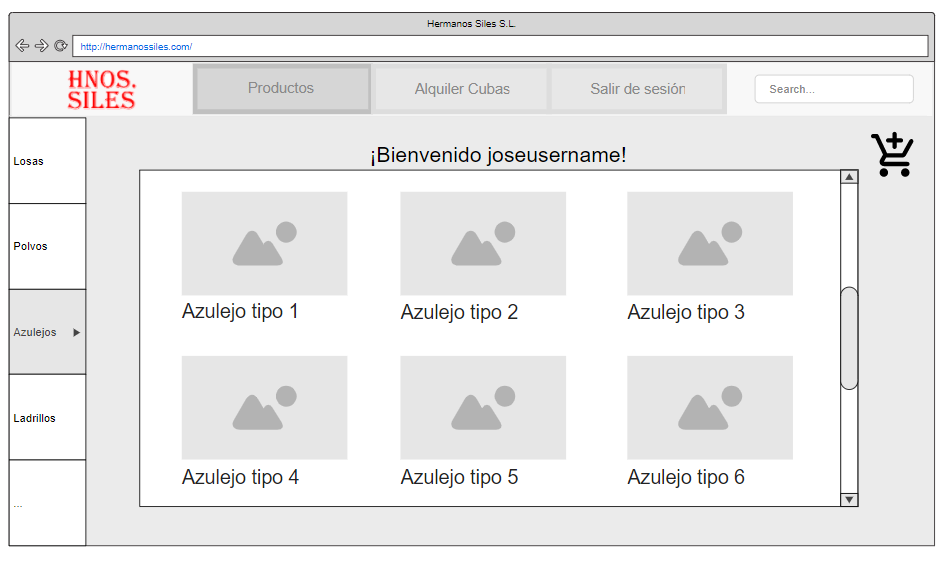 Hermanos Siles S.L.
http://hermanossiles.com/
HNOS.
SILES
Productos
Alquiler Cubas
Salir de sesión
Search...
Losas
Polvos
Azulejos
Ladrillos
...
¡Bienvenido joseusername!
Azulejo tipo 1
Azulejo tipo 2
Azulejo tipo 3
Azulejo tipo 4
Azulejo tipo 5
Azulejo tipo 6